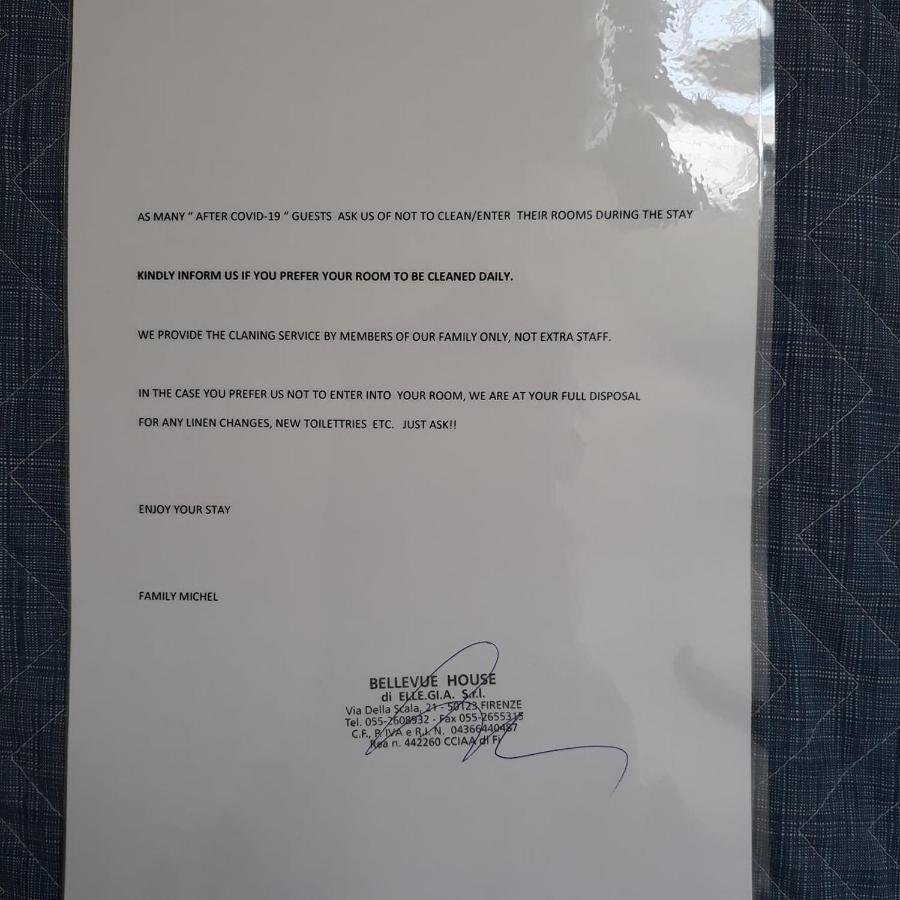 AS MANY " AFTER COVID-19 " GUESTS ASK US OF NOT TO CLEAN/ENTER THEIR ROOMS DURING THE STAY
KINDLY INFORM US IF YOU PREFER YOUR ROOM TO BE CLEANED DAILY.
WE PROVIDE THE CLANING SERVICE BY MEMBERS OF OUR FAMILY ONLY, NOT EXTRA STAFF.
IN THE CASE YOU PREFER US NOT TO ENTER INTO YOUR ROOM, WE ARE AT YOUR FULL DISPOSAL
FOR ANY LINEN CHANGES, NEW TOILETTRIES ETC. JUST ASK!!
ENJOY YOUR STAY
FAMILY MICHEL
BELLEVUE HOUSE
di ELLE.GI.A. S.r.l.
Via Della Scala, 21 - 50123 FIRENZE
Tel. 055-2608932 - Fax 055-2655315
C.F., P. IVA e R.I. N. 04366440487
Rea n. 442260 CCIAA di Fi